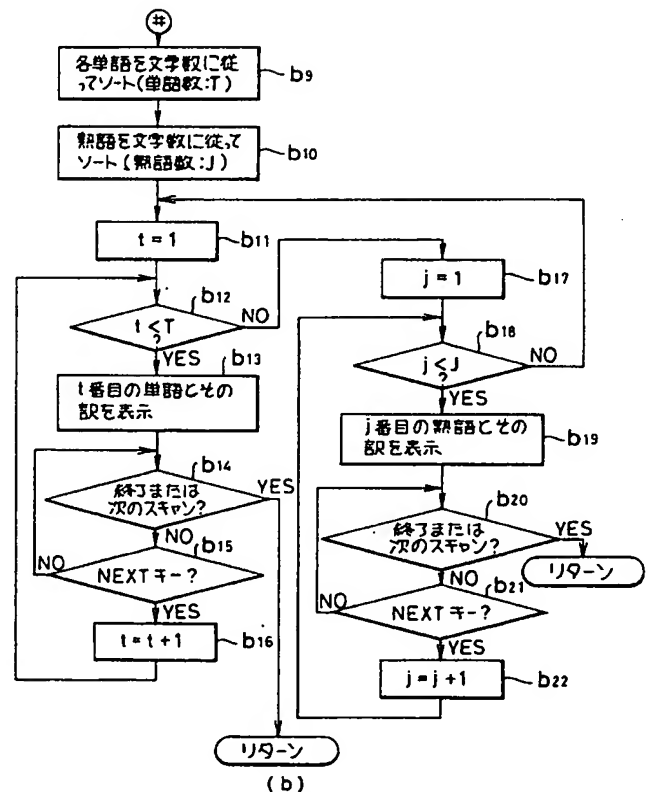 #
各単語を文字数に従
ってソート(単語数:T)
b9
熟語を文字数に従って
ソート(熟語数:J)
b10
t = 1
b11
b12
t < T
?
NO
YES
b13
t番目の単語とその
訳を表示
b14
終了または
次のスキャン?
YES
NO
b15
NEXTキー?
NO
YES
t = t + 1
b16
リターン
j = 1
b17
b18
j < J
?
NO
YES
j番目の熟語とその
訳を表示
b19
b20
終了または
次のスキャン?
YES
リターン
NO
b21
NEXTキー?
NO
YES
j = j + 1
b22
(b)